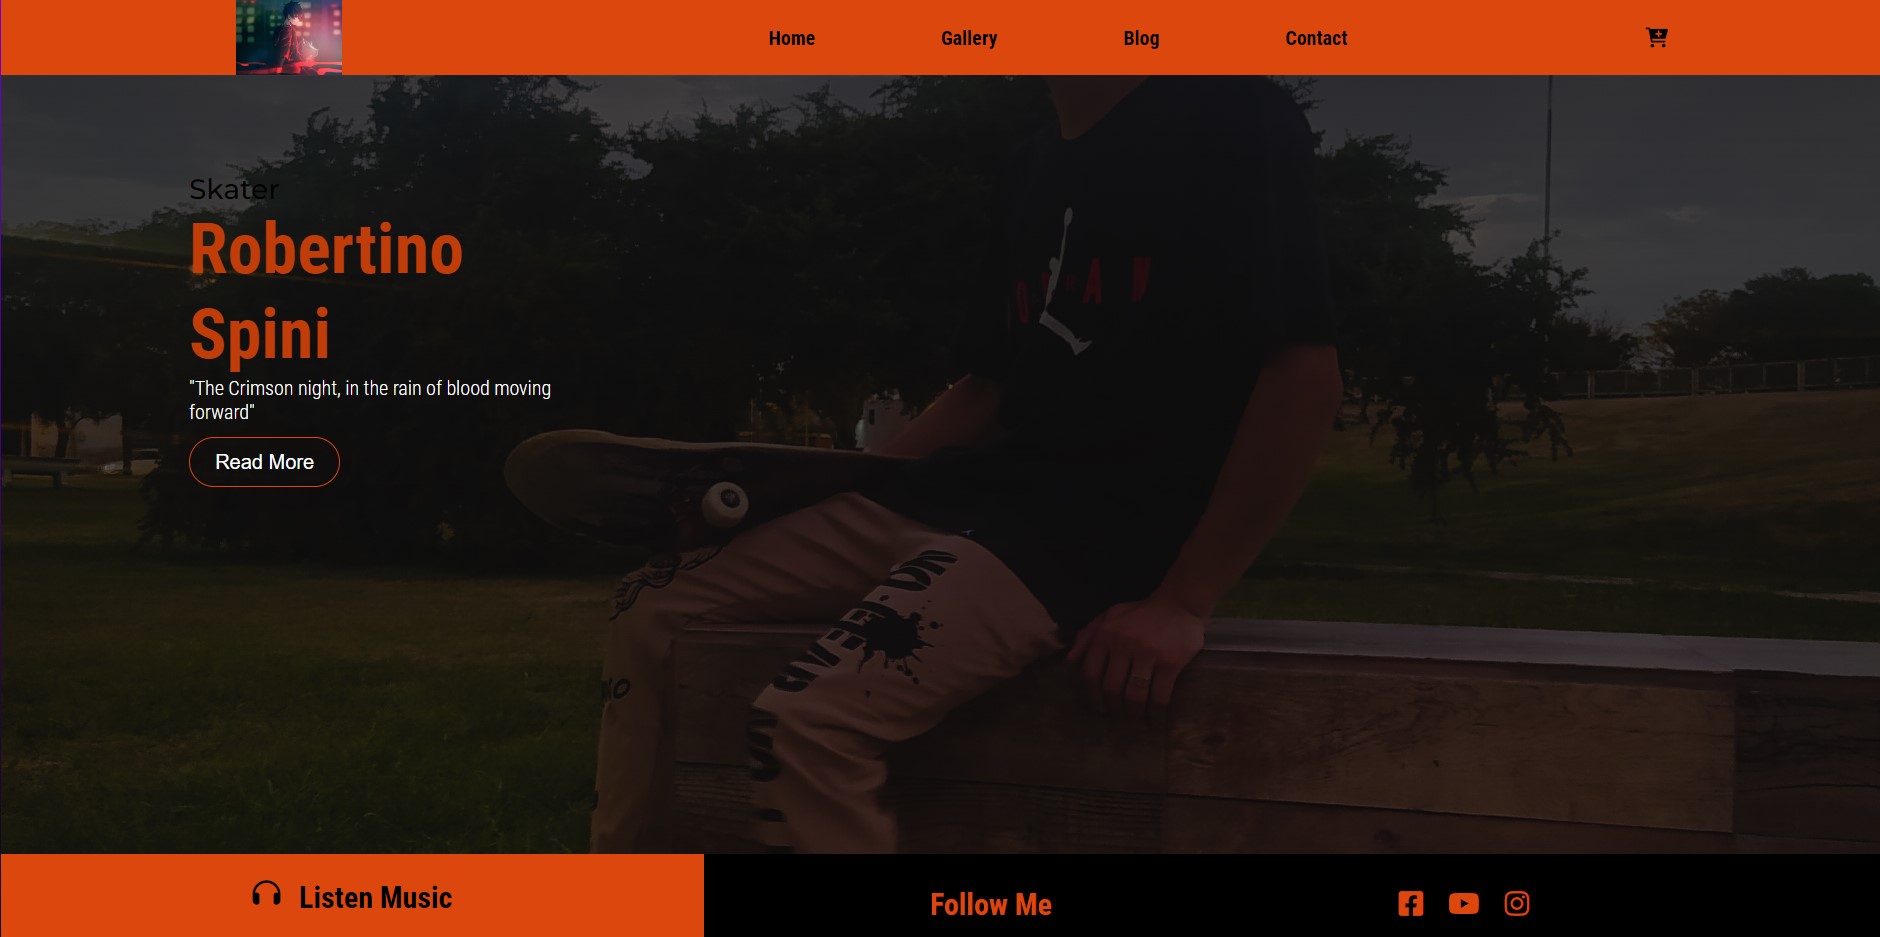 Home Gallery Blog Contact
Skater
Robertino
Spini
"The Crimson night, in the rain of blood moving
forward"
Read More
Listen Music
Follow Me